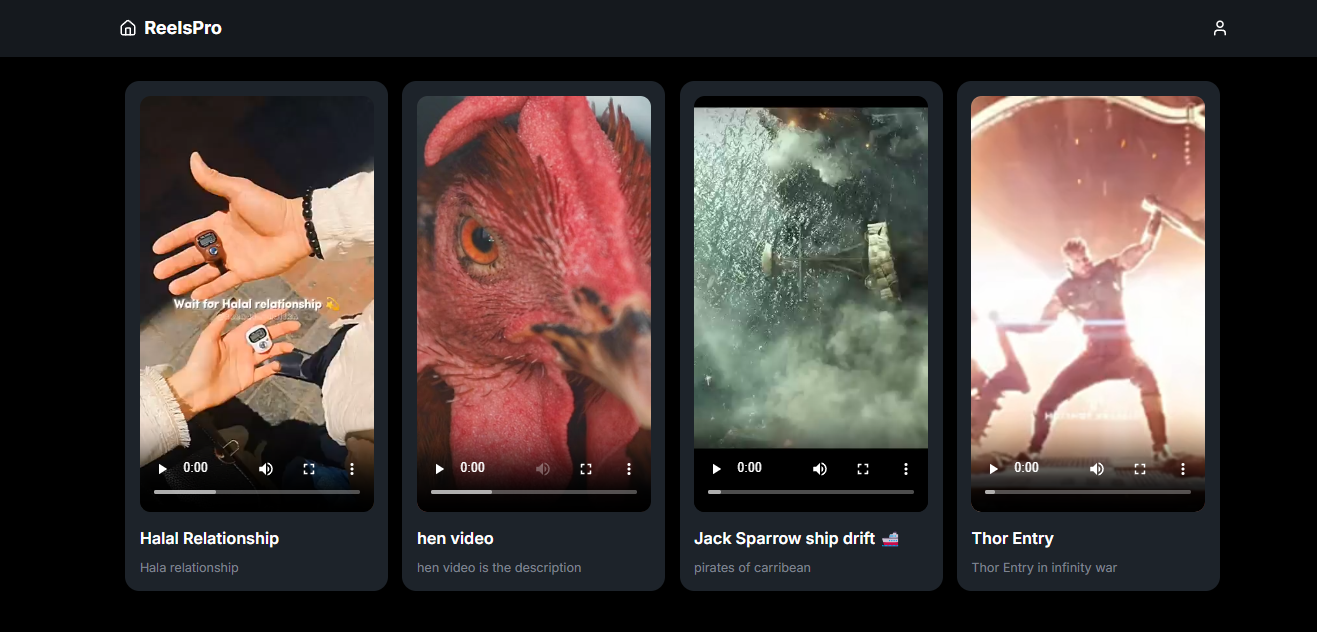 ReelsPro
Wait for Halal relationship 💫
0:00
0:00
0:00
0:00
Halal Relationship
hen video
Jack Sparrow ship drift 🚢
Thor Entry
Hala relationship
hen video is the description
pirates of carribean
Thor Entry in infinity war